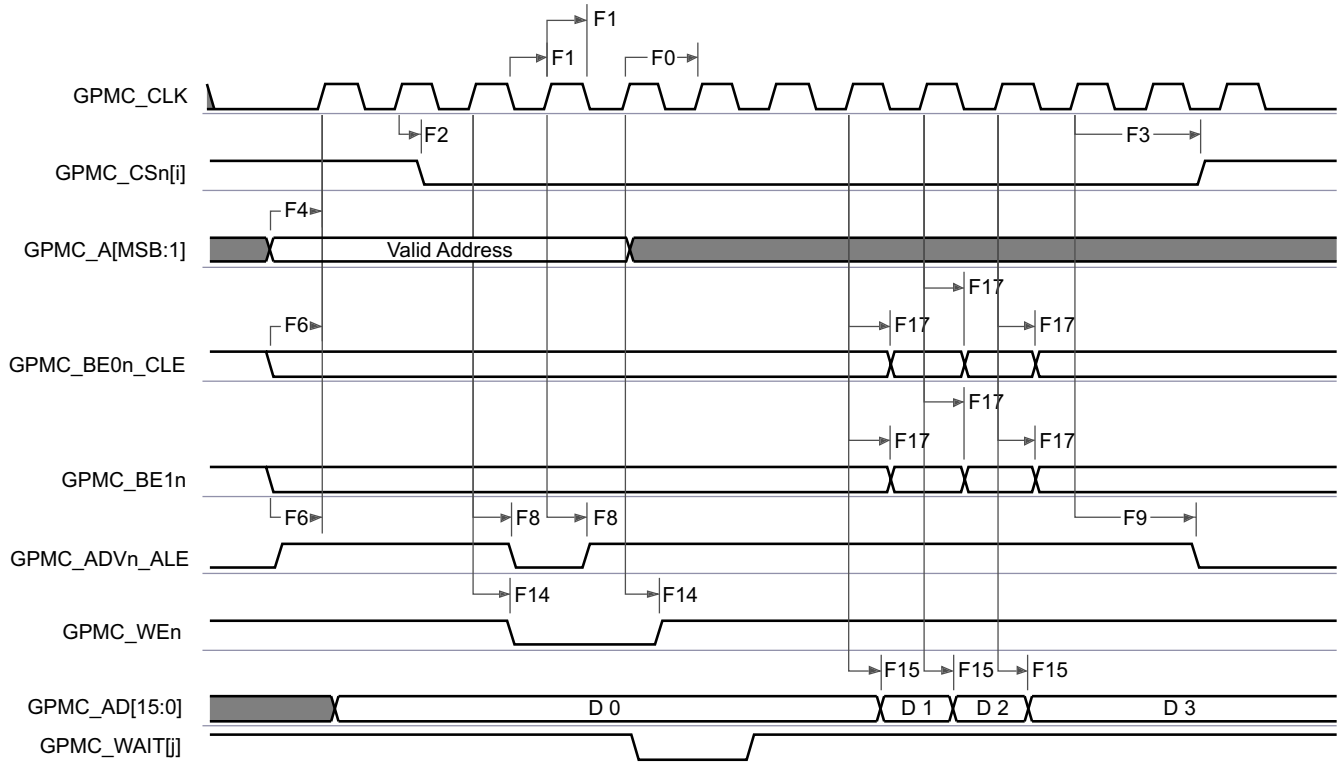 F1
F1
F0
GPMC_CLK
F2
F3
GPMC_CSn[i]
F4
GPMC_A[MSB:1]
Valid Address
F17
F6
F17
F17
GPMC_BE0n_CLE
F17
F17
F17
GPMC_BE1n
F6
F8
F8
F9
GPMC_ADVn_ALE
F14
F14
GPMC_WEn
F15
F15
F15
GPMC_AD[15:0]
D 0
D 1
D 2
D 3
GPMC_WAIT[j]